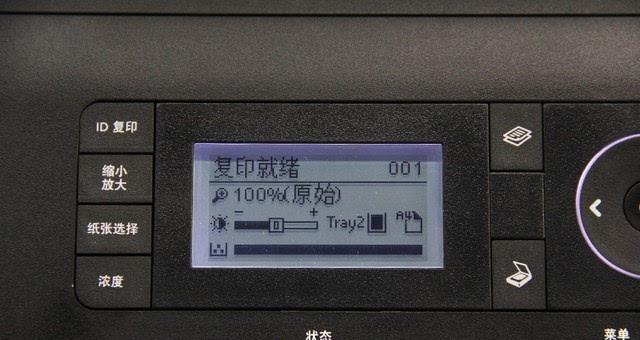 ID 复印
缩小
放大
纸张选择
浓度
复印就绪 001
100%(原始)
- +
Tray2 A4
状态
菜单